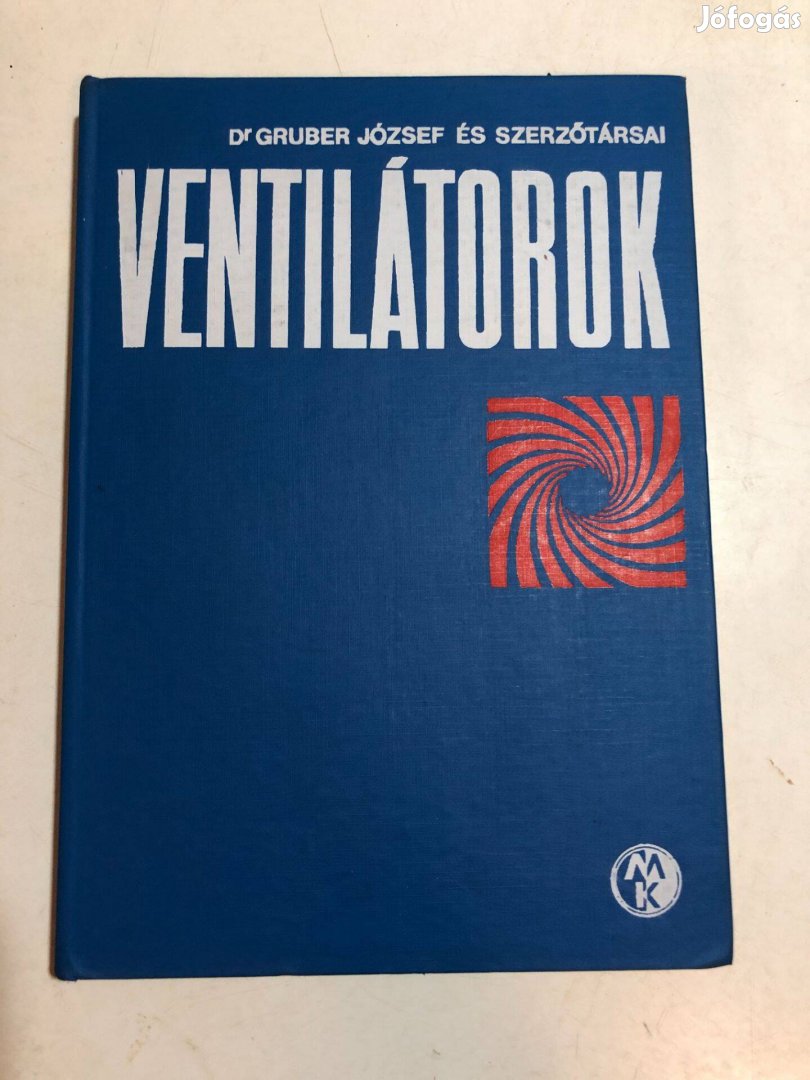 Jófogás
Dr GRUBER JÓZSEF ÉS SZERZŐTÁRSAI
VENTILÁTOROK
MK